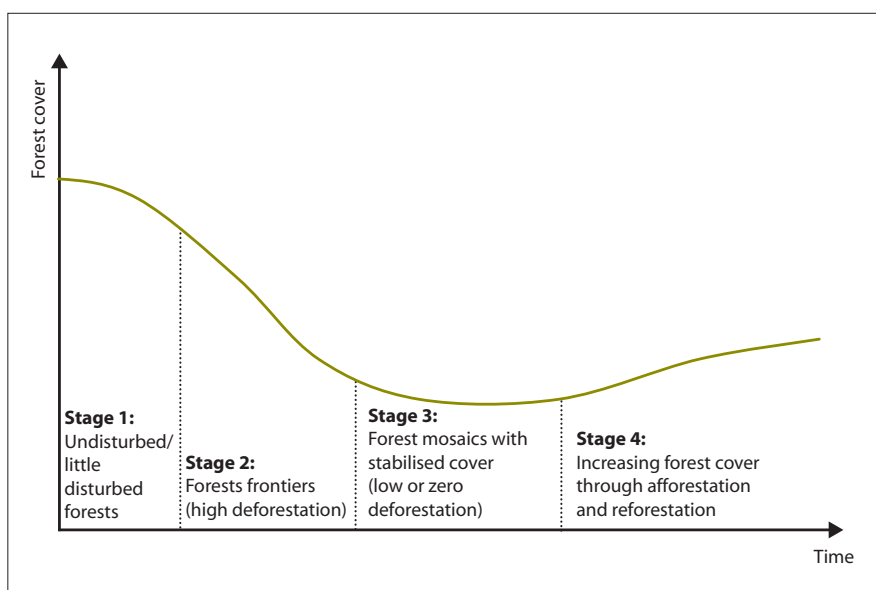 Forest cover
Stage 1:
Undisturbed/
little
disturbed
forests
Stage 2:
Forests frontiers
(high deforestation)
Stage 3:
Forest mosaics with
stabilised cover
(low or zero
deforestation)
Stage 4:
Increasing forest cover
through afforestation
and reforestation
Time